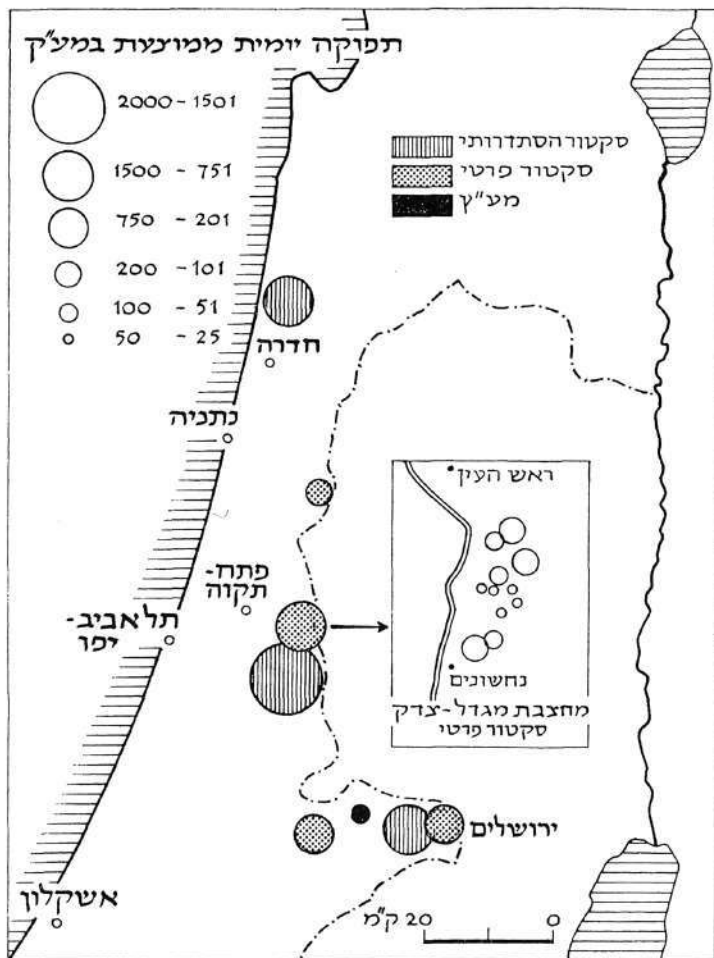 תפוקה יומית ממוצעת במע"ק
2000 - 1501
1500 - 751
750 - 201
200 - 101
100 - 51
50 - 25
סקטור הסתדרותי
סקטור פרטי
מע"ץ
חדרה
נתניה
פתח-
תקוה
תל אביב-
יפו
ראש העין
נחשונים
מחצבת מגדל-צדק
סקטור פרטי
ירושלים
אשקלון
20 ק"מ 0